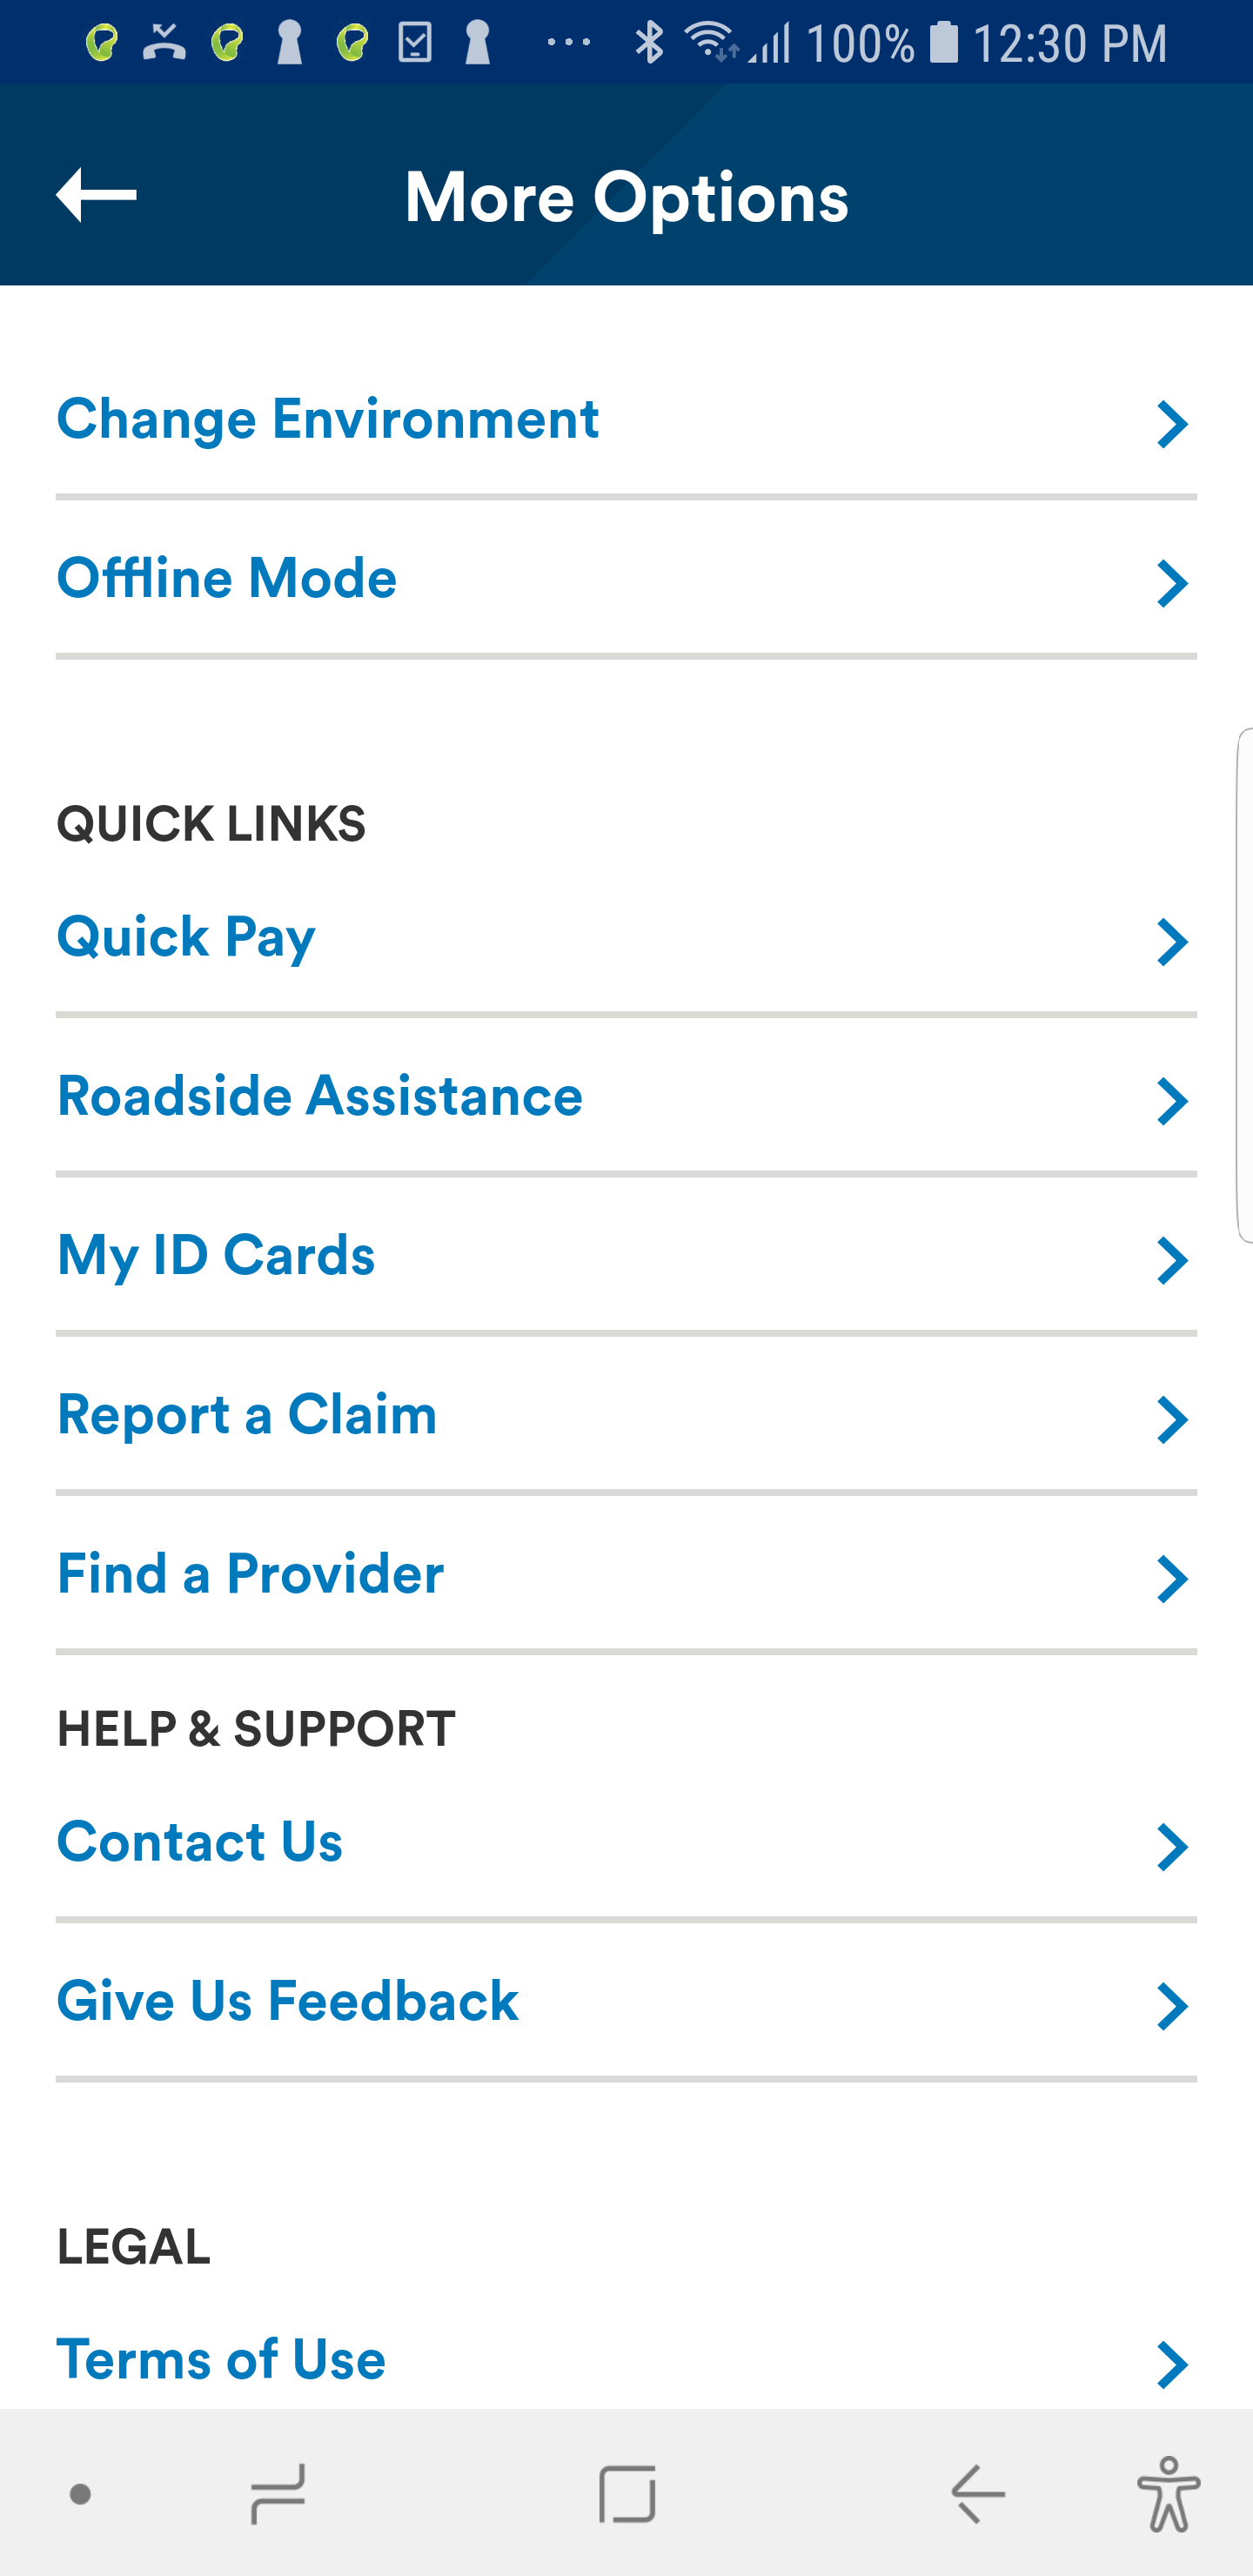 100% 12:30 PM
More Options
Change Environment
Offline Mode
QUICK LINKS
Quick Pay
Roadside Assistance
My ID Cards
Report a Claim
Find a Provider
HELP & SUPPORT
Contact Us
Give Us Feedback
LEGAL
Terms of Use